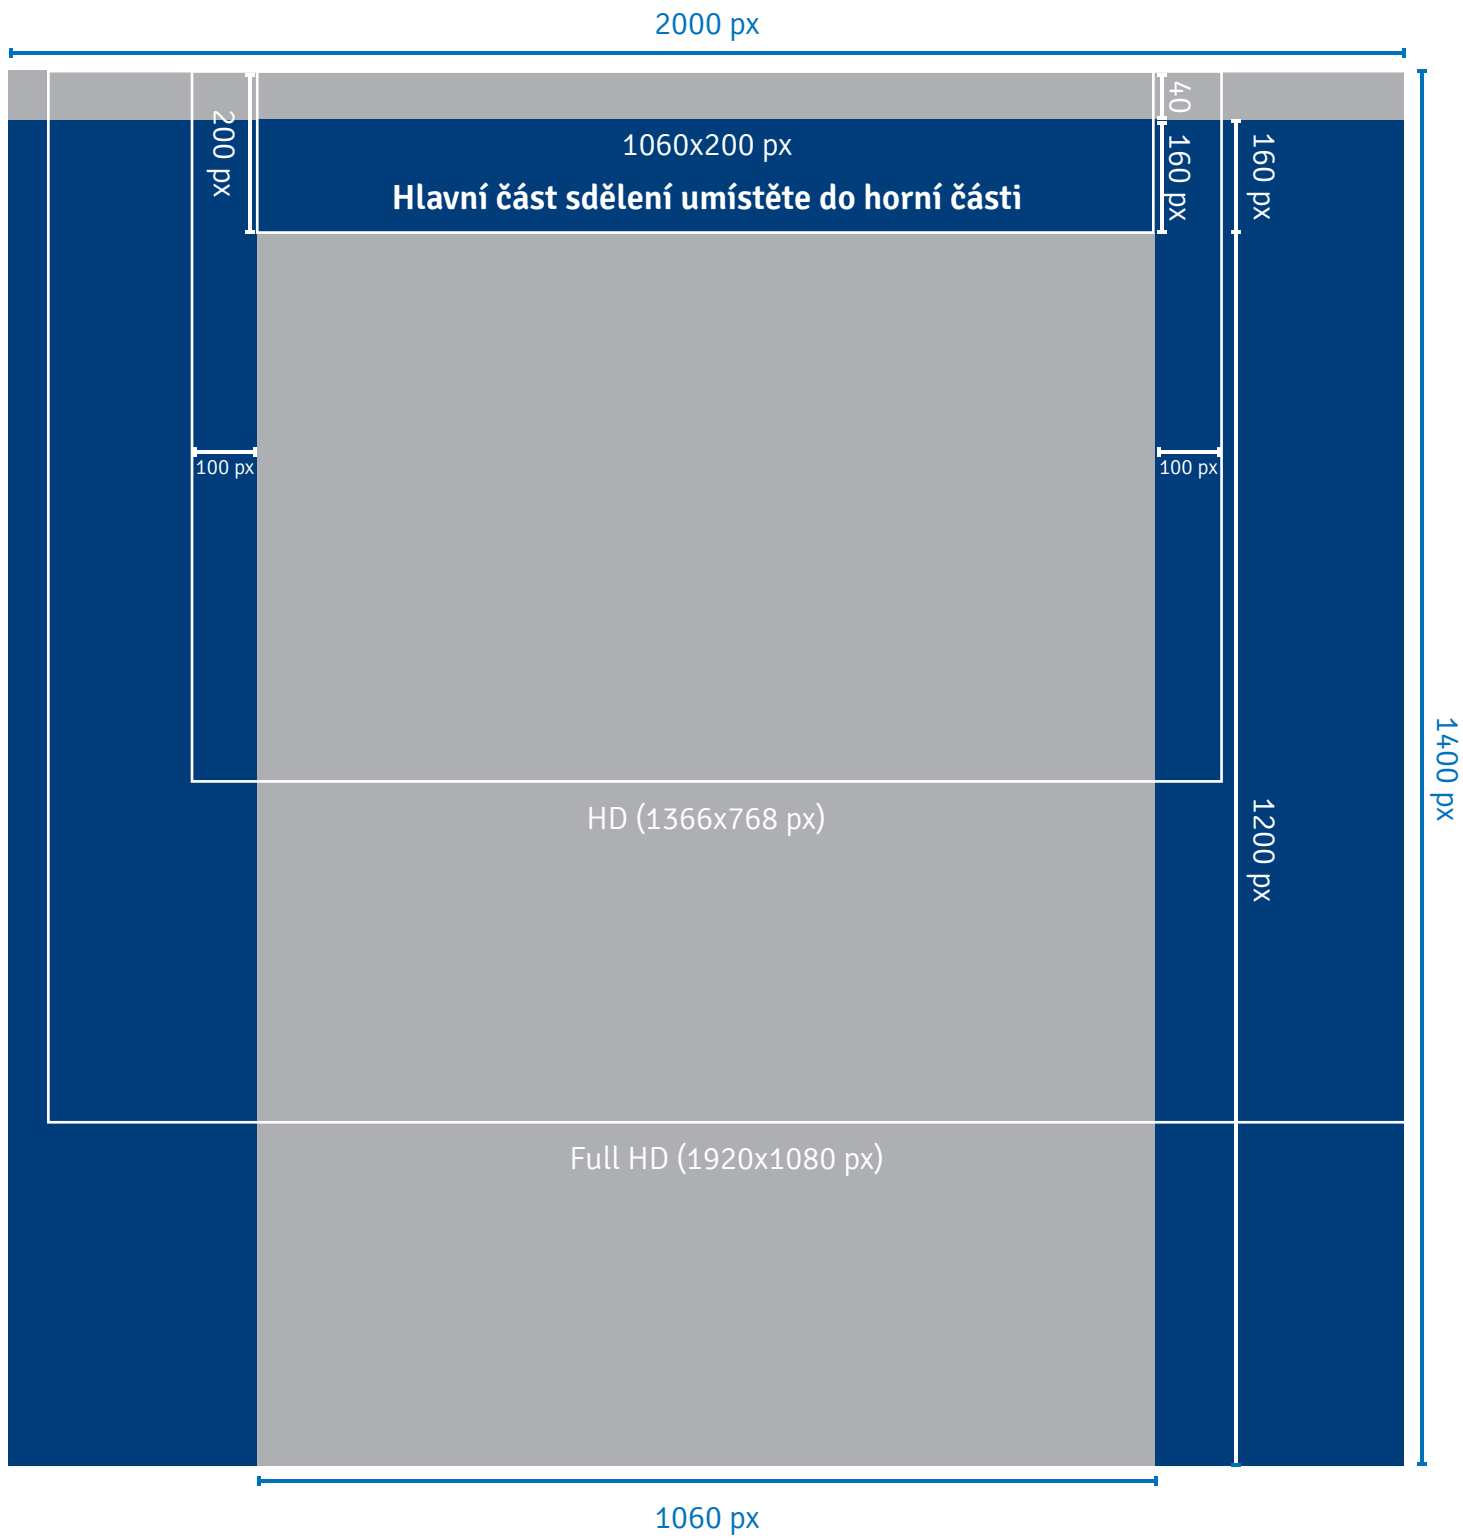 2000 px
200 px
40
1060x200 px
160 px
160 px
Hlavní část sdělení umístěte do horní části
100 px
100 px
1400 px
HD (1366x768 px)
1200 px
Full HD (1920x1080 px)
1060 px